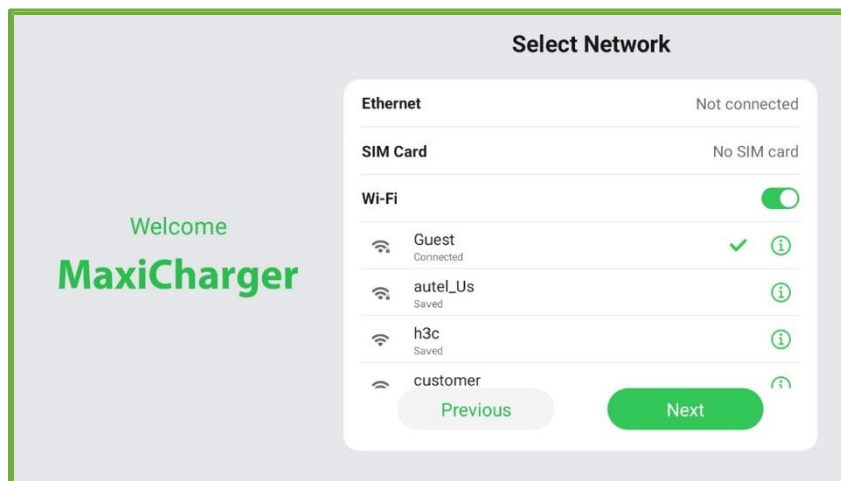 Select Network
Ethernet Not connected
SIM Card No SIM card
Wi-Fi
Welcome
MaxiCharger
Guest
Connected
autel_Us
Saved
h3c
Saved
customer
Previous Next